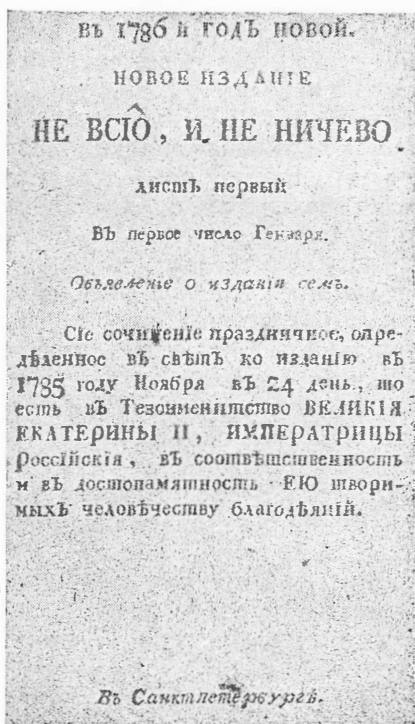 въ 1786 й годъ новой.
НОВОЕ ИЗДАНІЕ
НЕ ВСІО̂, И НЕ НИЧЕВО
листъ первый
Въ первое число Генваря.
Объявленіе о изданіи семъ.
Сіе сочиненіе праздничное, опре-
дѣленное въ свѣтъ ко изданію въ
1785 году Ноября въ 24 день, то
есть въ Тезоименитство ВЕЛИКІЯ
ЕКАТЕРИНЫ II, ИМПЕРАТРИЦЫ
Россійскія, въ соотвѣтственность
и въ достопамятность ЕЮ твори-
мыхъ человѣчеству благодѣяній.
Въ Санктпетербургѣ.